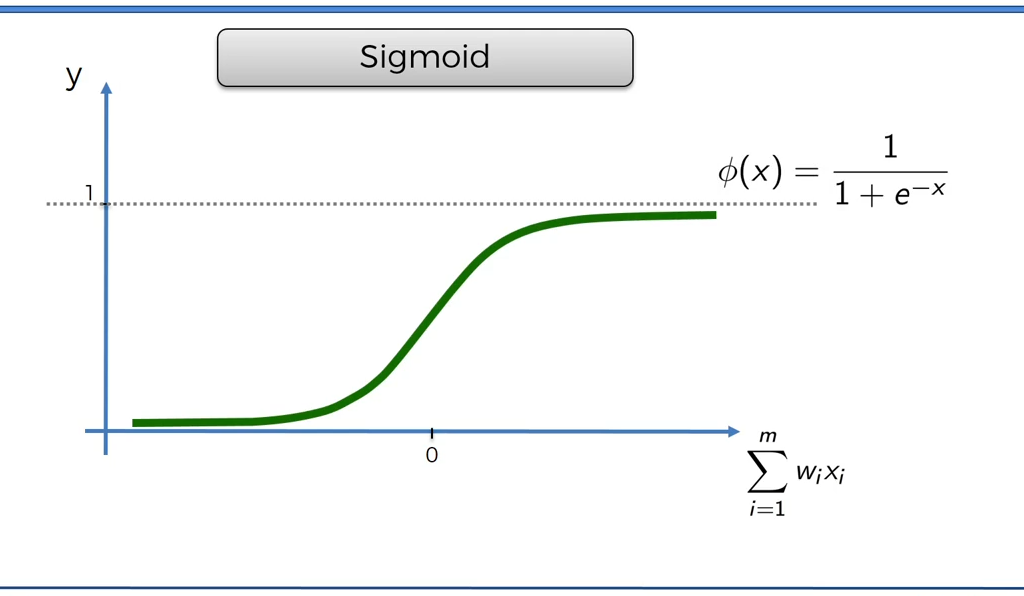 Sigmoid
y
1
ϕ(x) = 1 / (1 + e^{−x})
0
∑_{i=1}^{m} w_i x_i